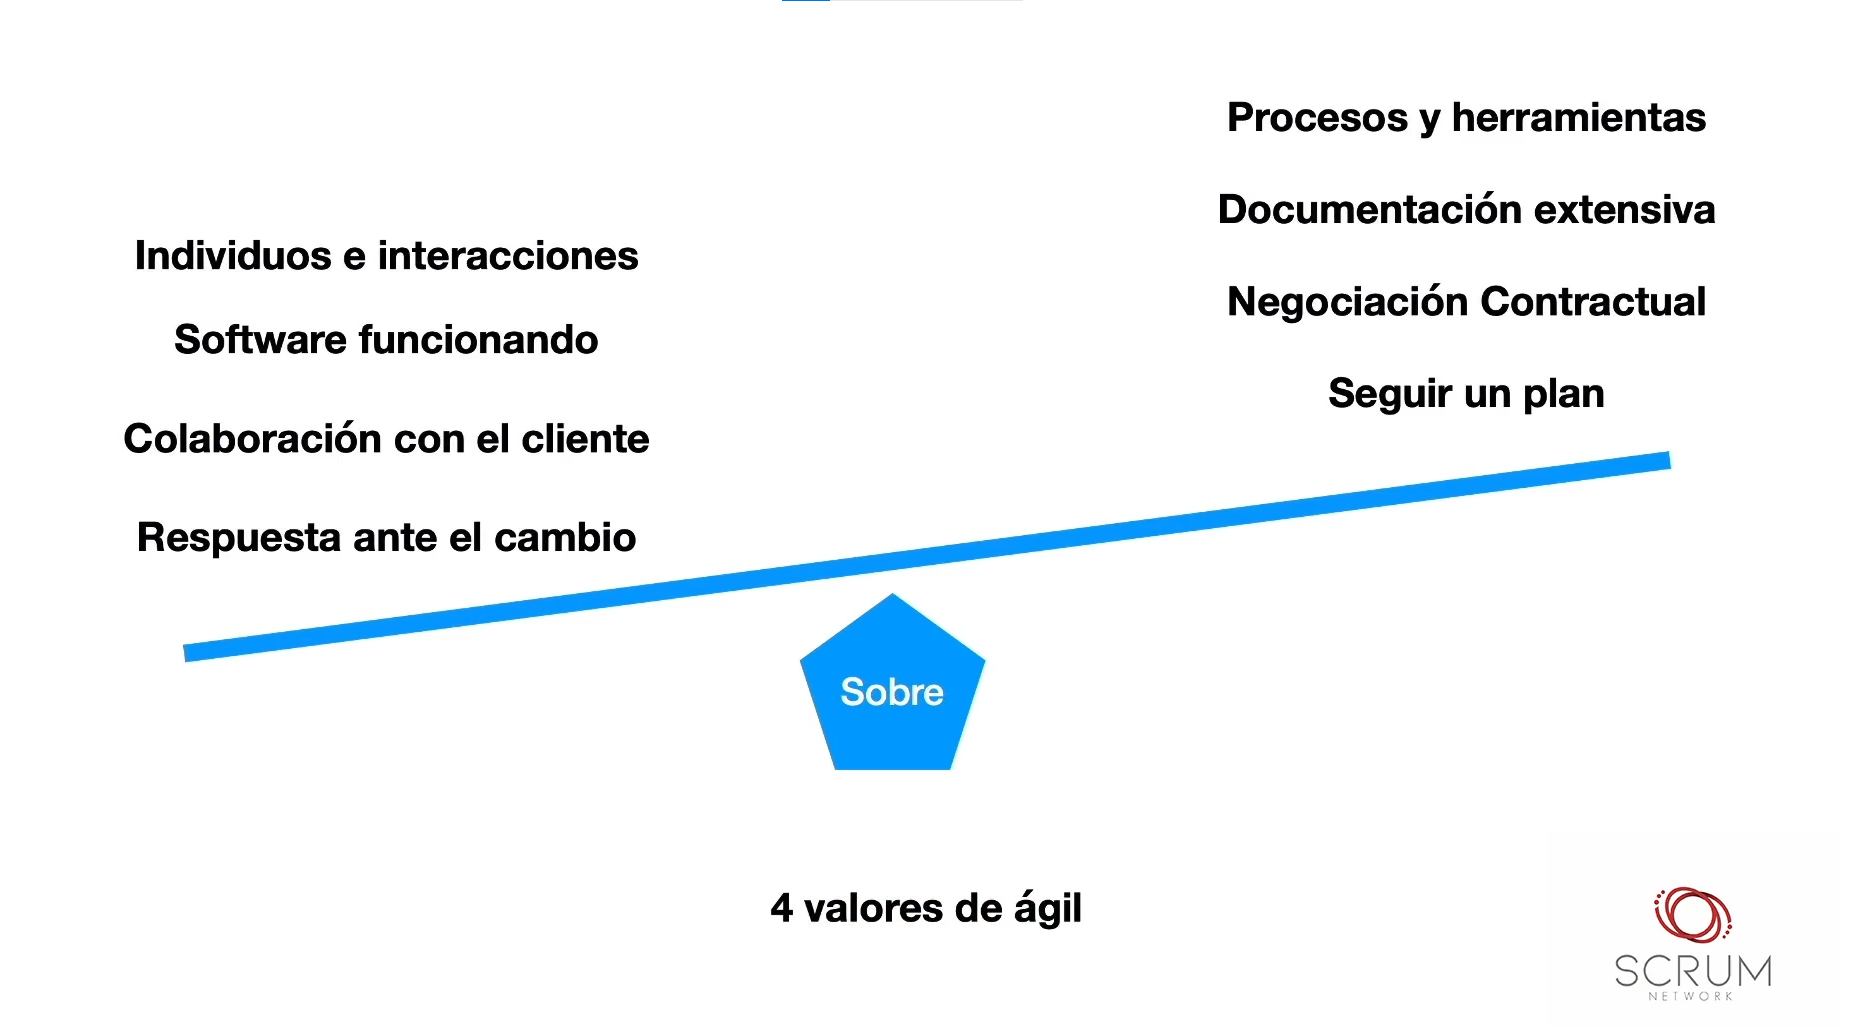 Individuos e interacciones
Software funcionando
Colaboración con el cliente
Respuesta ante el cambio
Procesos y herramientas
Documentación extensiva
Negociación Contractual
Seguir un plan
Sobre
4 valores de ágil
SCRUM
NETWORK